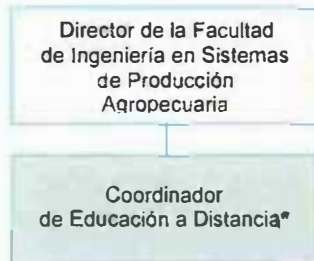 Director de la Facultad
de Ingeniería en Sistemas
de Producción
Agropecuaria
Coordinador
de Educación a Distancia*